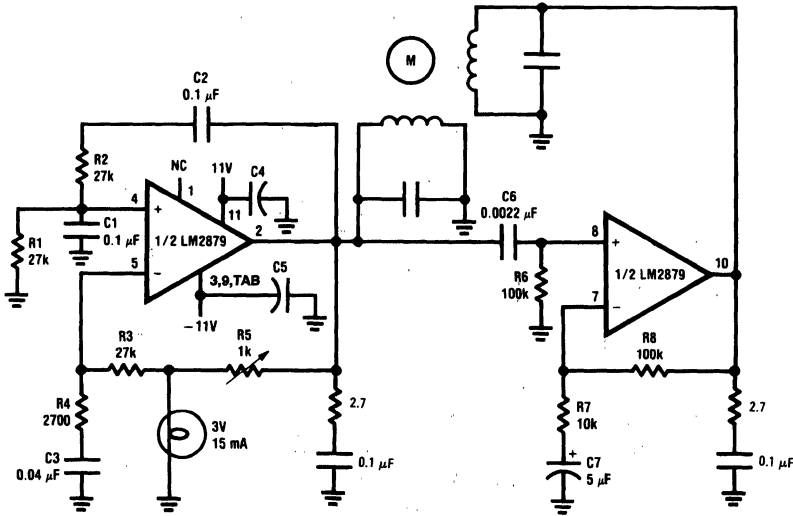 M
C2
0.1 µF
R2
27k
NC
1
11V
C4
11
4
+
C1
0.1 µF
1/2 LM2879
2
R1
27k
5
−
3,9,TAB
C5
−11V
C6
0.0022 µF
8
+
R6
100k
1/2 LM2879
10
7
−
R3
27k
R5
1k
R8
100k
R4
2700
3V
15 mA
2.7
R7
10k
2.7
C3
0.04 µF
0.1 µF
+
C7
5 µF
0.1 µF